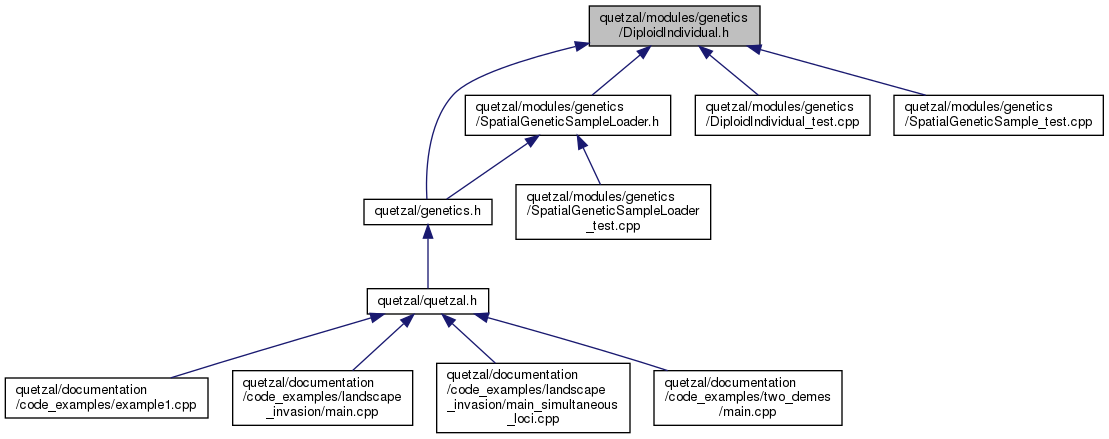 quetzal/modules/genetics
/DiploidIndividual.h
quetzal/modules/genetics
/SpatialGeneticSampleLoader.h
quetzal/modules/genetics
/DiploidIndividual_test.cpp
quetzal/modules/genetics
/SpatialGeneticSample_test.cpp
quetzal/genetics.h
quetzal/modules/genetics
/SpatialGeneticSampleLoader
_test.cpp
quetzal/quetzal.h
quetzal/documentation
/code_examples/example1.cpp
quetzal/documentation
/code_examples/landscape
_invasion/main.cpp
quetzal/documentation
/code_examples/landscape
_invasion/main_simultaneous
_loci.cpp
quetzal/documentation
/code_examples/two_demes
/main.cpp